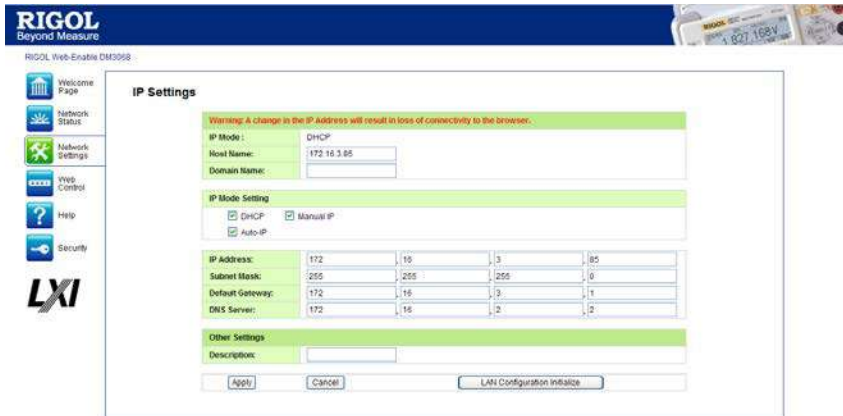 RIGOL
Beyond Measure
RIGOL 1.827,168V
RIGOL Web-Enable DM3068
Welcome Page
Network Status
Network Settings
Web Control
Help
Security
LXI
IP Settings
Warning: A change in the IP Address will result in loss of connectivity to the browser.
IP Mode : DHCP
Host Name: 172.16.3.85
Domain Name:
IP Mode Setting
DHCP Manual IP
Auto-IP
IP Address: 172 . 16 . 3 . 85
Subnet Mask: 255 . 255 . 255 . 0
Default Gateway: 172 . 16 . 3 . 1
DNS Server: 172 . 16 . 2 . 2
Other Settings
Description:
Apply Cancel LAN Configuration Initialize